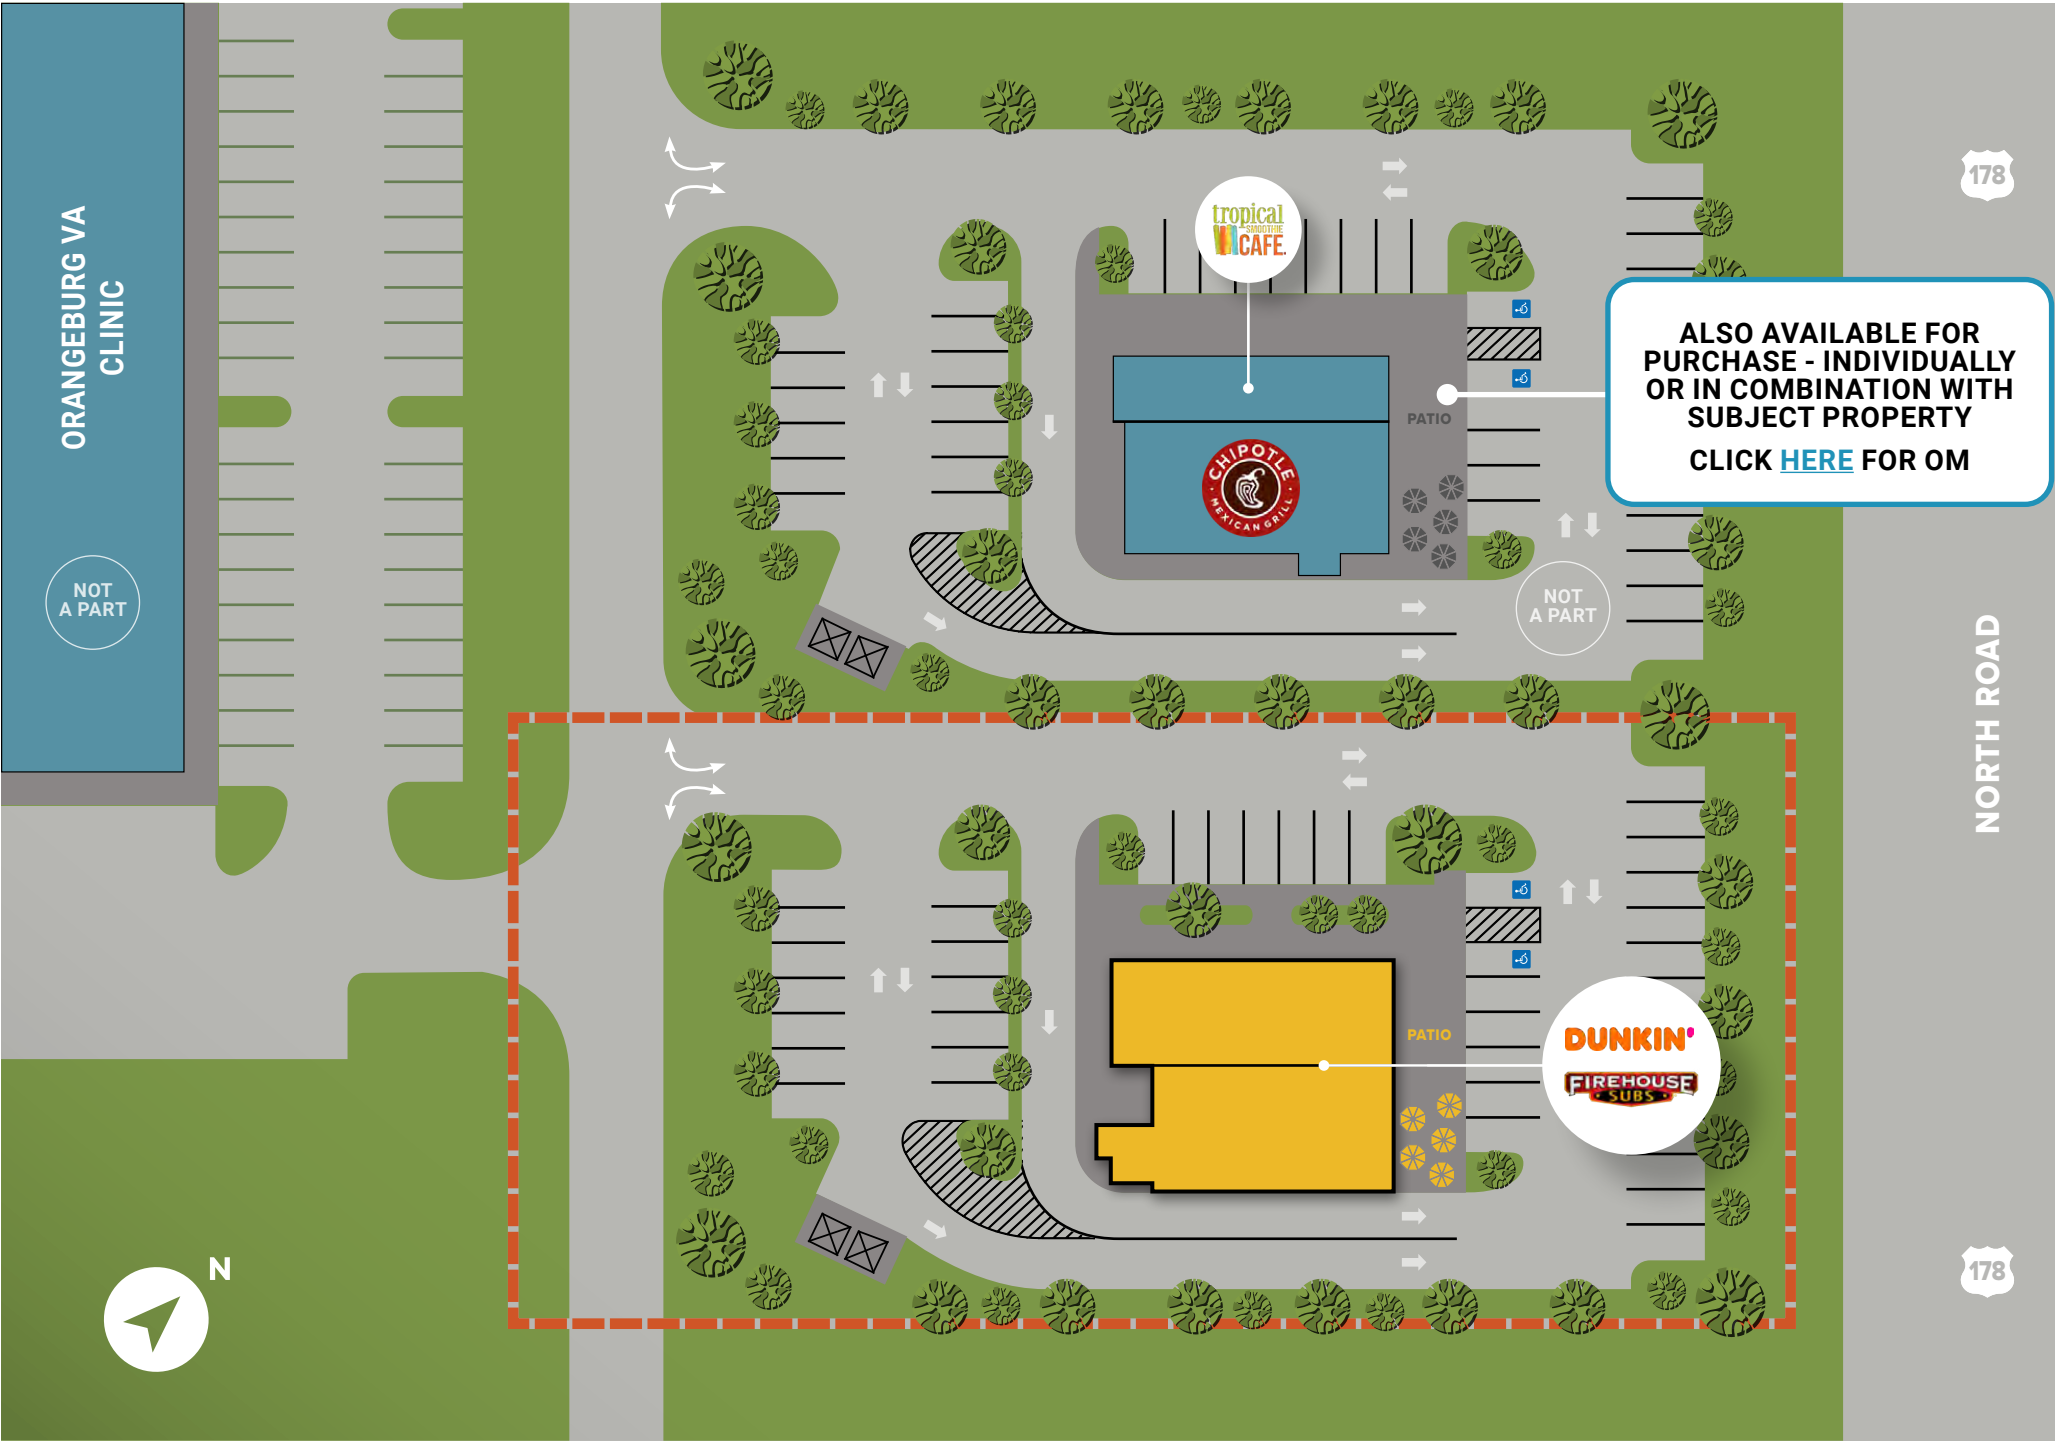 ORANGEBURG VA
CLINIC
NOT
A PART
178
tropical
SMOOTHIE
CAFE
ALSO AVAILABLE FOR
PURCHASE - INDIVIDUALLY
OR IN COMBINATION WITH
SUBJECT PROPERTY
CLICK HERE FOR OM
PATIO
CHIPOTLE
MEXICAN GRILL
NOT
A PART
NORTH ROAD
PATIO
DUNKIN'
FIREHOUSE
SUBS
178
N